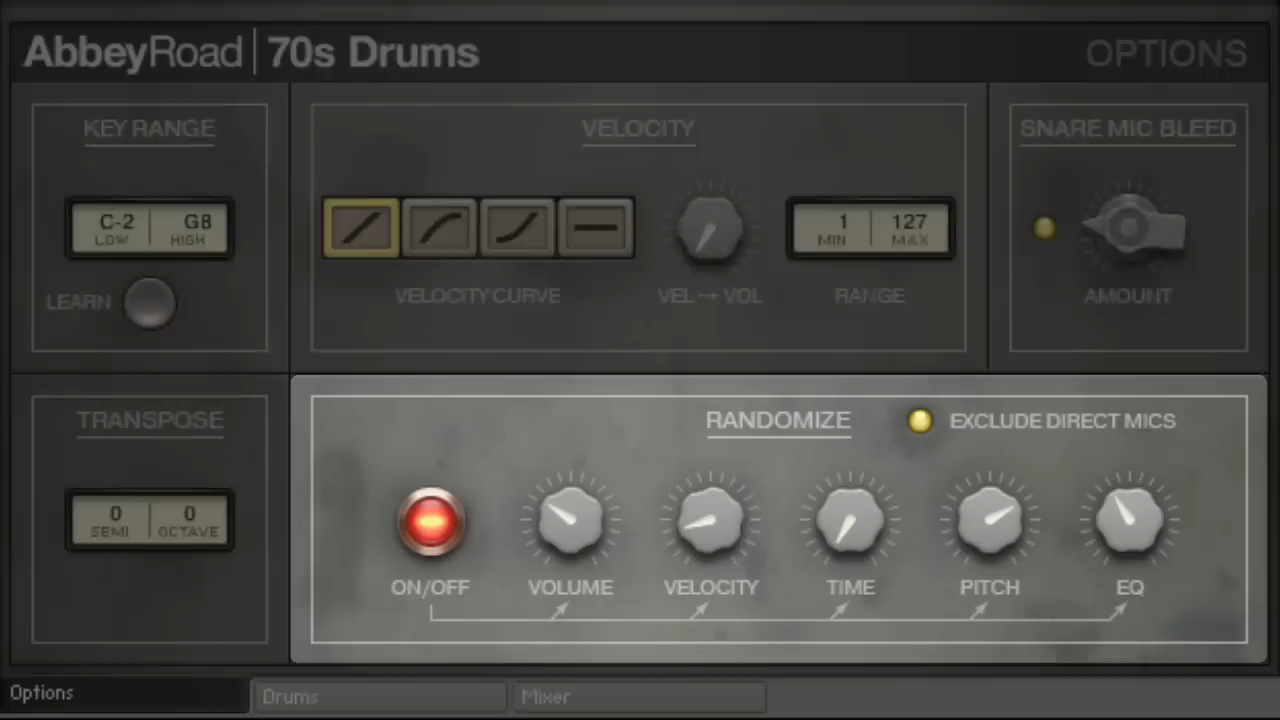 AbbeyRoad | 70s Drums
OPTIONS
KEY RANGE
C-2 G8
LOW HIGH
LEARN
VELOCITY
VELOCITY CURVE
VEL → VOL
1 127
MIN MAX
RANGE
SNARE MIC BLEED
AMOUNT
TRANSPOSE
0 0
SEMI OCTAVE
RANDOMIZE
EXCLUDE DIRECT MICS
ON/OFF VOLUME VELOCITY TIME PITCH EQ
Options Drums Mixer